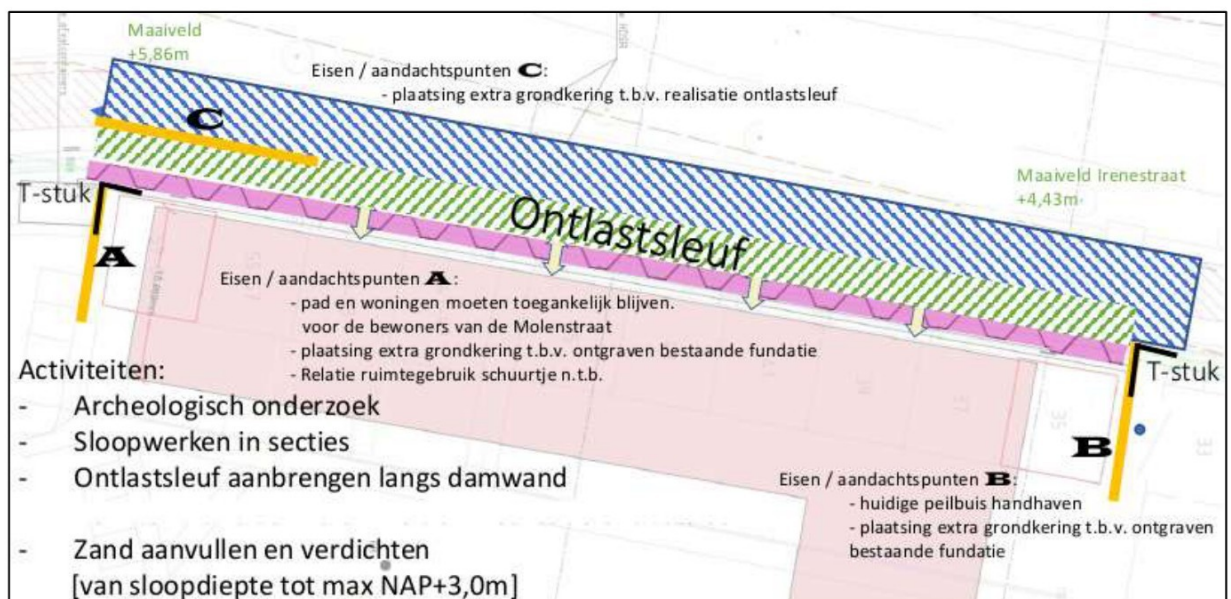 Maaiveld
+5,86m
Eisen / aandachtspunten C:
- plaatsing extra grondkering t.b.v. realisatie ontlastsleuf
C
Maaiveld Irenestraat
+4,43m
T-stuk
Ontlastsleuf
A
Eisen / aandachtspunten A:
- pad en woningen moeten toegankelijk blijven.
voor de bewoners van de Molenstraat
- plaatsing extra grondkering t.b.v. ontgraven bestaande fundatie
- Relatie ruimtegebruik schuurtje n.t.b.
T-stuk
Activiteiten:
- Archeologisch onderzoek
- Sloopwerken in secties
- Ontlastsleuf aanbrengen langs damwand
B
Eisen / aandachtspunten B:
- huidige peilbuis handhaven
- plaatsing extra grondkering t.b.v. ontgraven
bestaande fundatie
- Zand aanvullen en verdichten
[van sloopdiepte tot max NAP+3,0m]